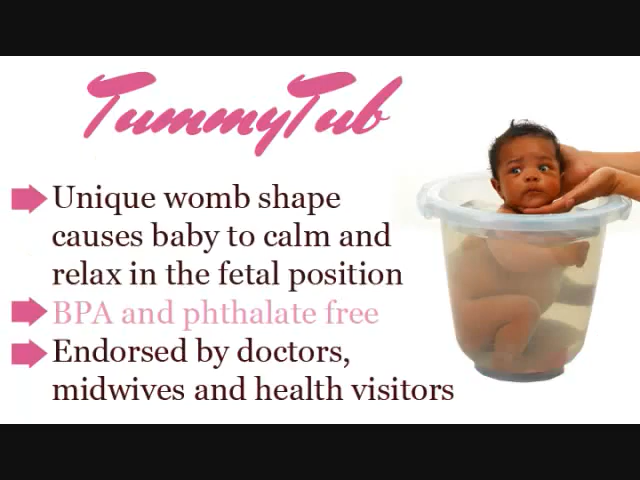 TummyTub
Unique womb shape
causes baby to calm and
relax in the fetal position
BPA and phthalate free
Endorsed by doctors,
midwives and health visitors